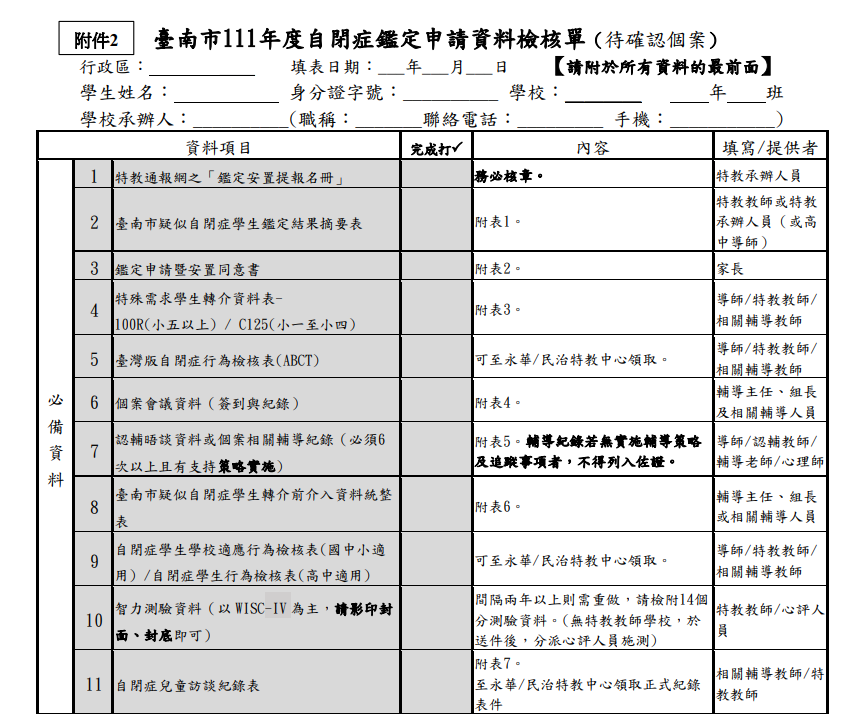 附件2 臺南市111年度自閉症鑑定申請資料檢核單(待確認個案)
行政區：__________ 填表日期：___年___月___日 【請附於所有資料的最前面】
學生姓名：__________ 身分證字號：__________ 學校：________ ____年____班
學校承辦人：__________(職稱：_______聯絡電話：_________ 手機：___________)
資料項目 完成打✓ 內容 填寫/提供者
必備資料
1 特教通報網之「鑑定安置提報名冊」 務必核章。 特教承辦人員
2 臺南市疑似自閉症學生鑑定結果摘要表 附表1。 特教教師或特教
承辦人員（或高
中導師）
3 鑑定申請暨安置同意書 附表2。 家長
4 特殊需求學生轉介資料表-
100R(小五以上) / C125(小一至小四)
附表3。
導師/特教教師/
相關輔導教師
5 臺灣版自閉症行為檢核表(ABCT) 可至永華/民治特教中心領取。 導師/特教教師/
相關輔導教師
6 個案會議資料（簽到與紀錄） 附表4。 輔導主任、組長
及相關輔導人員
7 認輔晤談資料或個案相關輔導紀錄（必須6
次以上且有支持策略實施）
附表5。輔導紀錄若無實施輔導策略
及追蹤事項者，不得列入佐證。
導師/認輔教師/
輔導老師/心理師
8 臺南市疑似自閉症學生轉介前介入資料統整
表
附表6。
輔導主任、組長
或相關輔導人員
9 自閉症學生學校適應行為檢核表(國中小適
用) /自閉症學生行為檢核表(高中適用)
可至永華/民治特教中心領取。
導師/特教教師/
相關輔導教師
10 智力測驗資料（以 WISC-IV 為主，請影印封
面、封底即可）
間隔兩年以上則需重做，請檢附14個
分測驗資料。(無特教教師學校，於
送件後，分派心評人員施測)
特教教師/心評人
員
11 自閉症兒童訪談紀錄表
附表7。
至永華/民治特教中心領取正式紀錄
表件
相關輔導教師/特
教教師